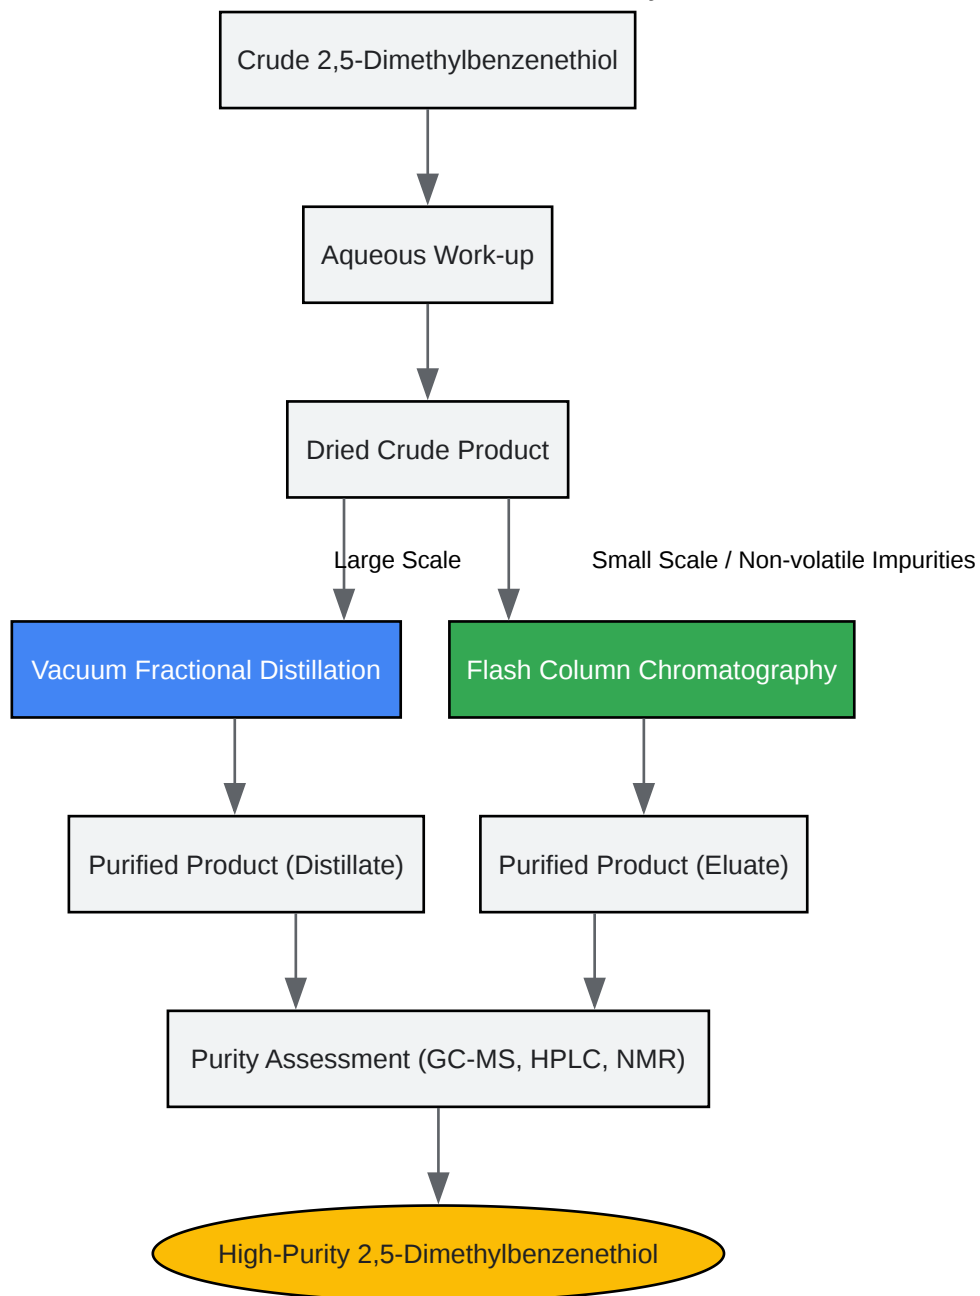 Crude 2,5-Dimethylbenzenethiol
Aqueous Work-up
Dried Crude Product
Large Scale
Small Scale / Non-volatile Impurities
Vacuum Fractional Distillation
Flash Column Chromatography
Purified Product (Distillate)
Purified Product (Eluate)
Purity Assessment (GC-MS, HPLC, NMR)
High-Purity 2,5-Dimethylbenzenethiol